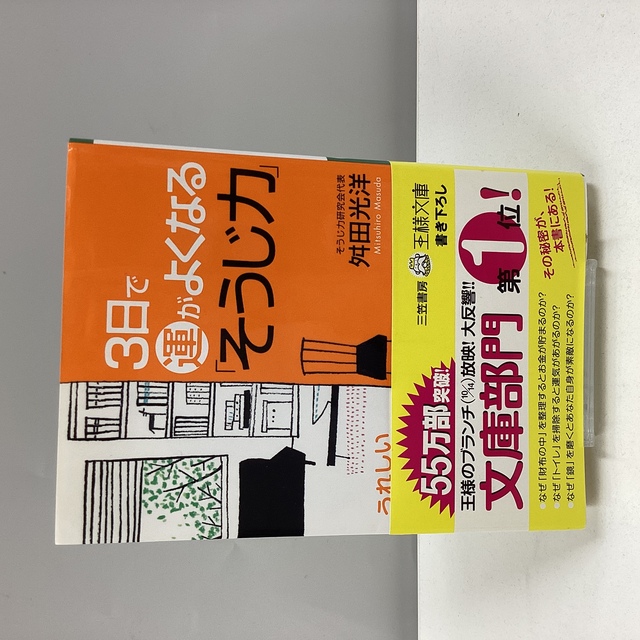 3日で
運がよくなる
「そうじ力」
そうじ力研究会代表
舛田光洋
Mitsuhiro Masuda
うれしい
三笠書房
王様文庫
書き下ろし
55万部突破!
王様のブランチ(%)放映!大反響!!
文庫部門 第1位!
その秘密が、
本書にある!
●なぜ「財布の中」を整理するとお金が貯まるのか?
●なぜ「トイレ」を掃除すると運気があがるのか?
●なぜ「鏡」を磨くとあなた自身が素敵になるのか?